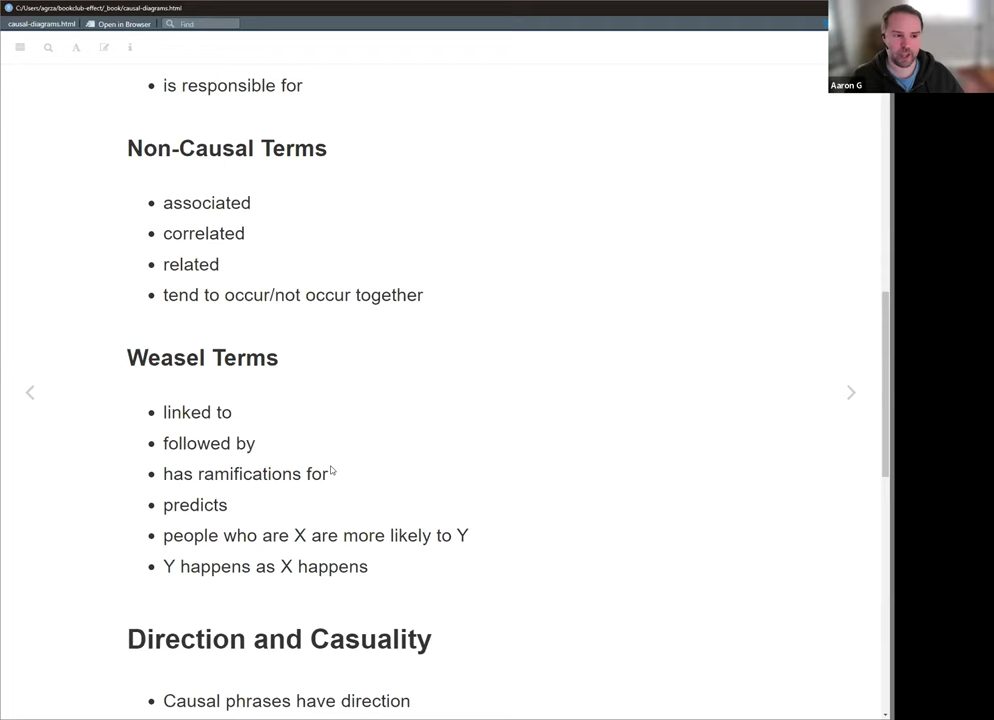 C:/Users/agrza/bookclub-effect/_book/causal-diagrams.html
causal-diagrams.html
Open in Browser
Find
Aaron G
is responsible for
Non-Causal Terms
associated
correlated
related
tend to occur/not occur together
Weasel Terms
linked to
followed by
has ramifications for
predicts
people who are X are more likely to Y
Y happens as X happens
Direction and Casuality
Causal phrases have direction